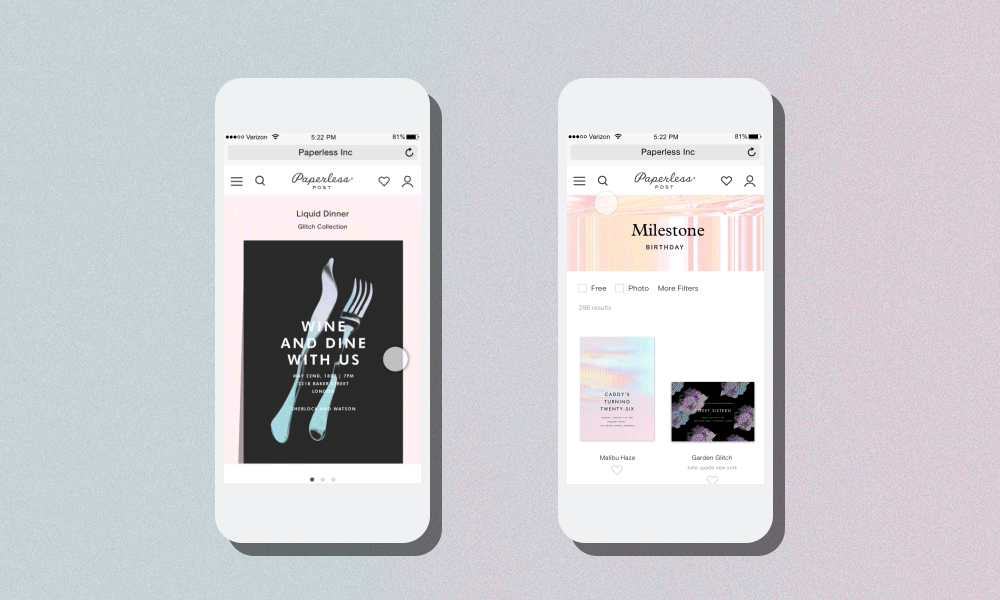 Verizon 5:22 PM 81%
Paperless Inc
Paperless
POST
Liquid Dinner
Glitch Collection
WINE
AND DINE
WITH US
MAY 22ND, | 7PM
221B BAKER STREET
LONDON
SHERLOCK AND WATSON
Verizon 5:22 PM 81%
Paperless Inc
Paperless
POST
Milestone
BIRTHDAY
Free Photo More Filters
298 results
CADDY'S
TURNING
TWENTY-SIX
Malibu Haze
SWEET SIXTEEN
Garden Glitch
kate spade new york